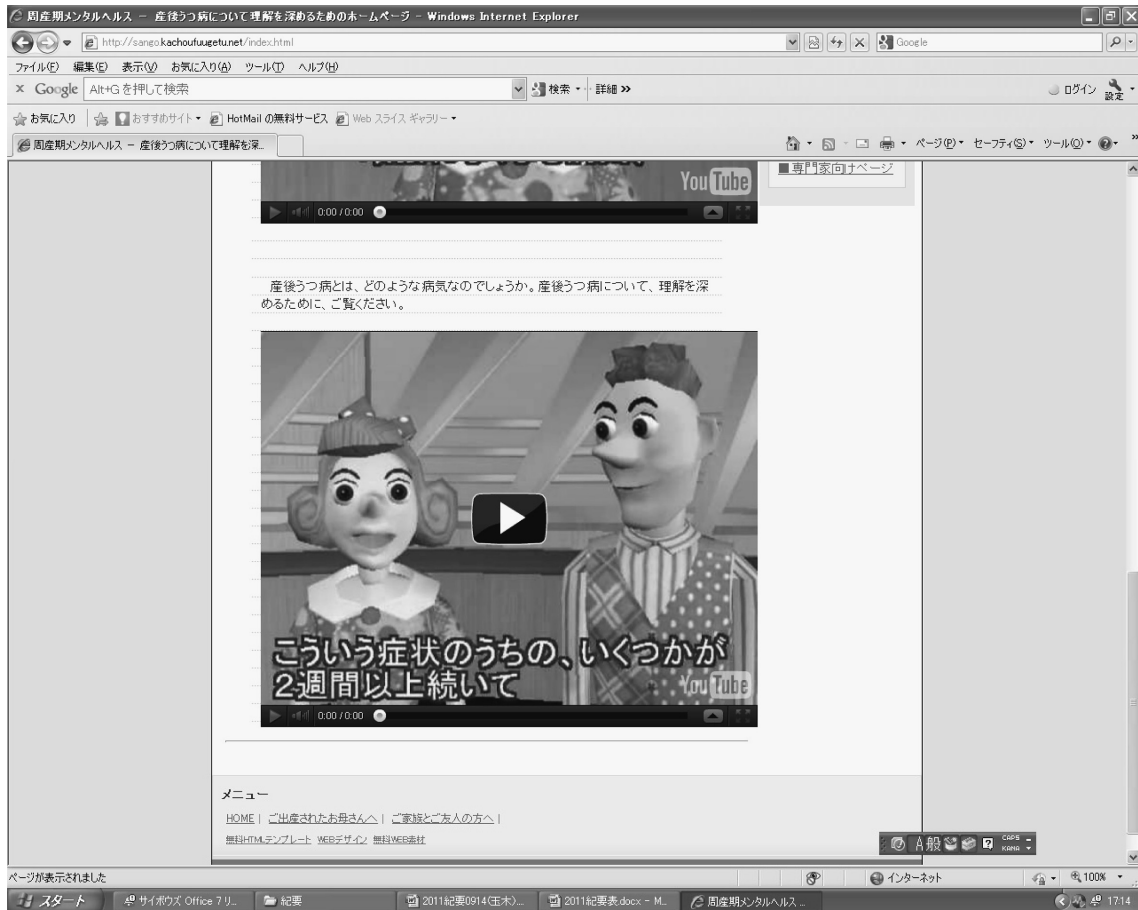 周産期メンタルヘルス － 産後うつ病について理解を深めるためのホームページ - Windows Internet Explorer
http://sango.kachoufuugetu.net/index.html
Google
ファイル(F) 編集(E) 表示(V) お気に入り(A) ツール(T) ヘルプ(H)
x Google Alt+G を押して検索 検索 詳細 >> ログイン 設定
お気に入り おすすめサイト HotMail の無料サービス Web スライス ギャラリー
周産期メンタルヘルス － 産後うつ病について理解を深... ページ(P) セーフティ(S) ツール(O)
■専門家向けページ
YouTube
0:00 / 0:00
産後うつ病とは、どのような病気なのでしょうか。産後うつ病について、理解を深
めるために、ご覧ください。
こういう症状のうちの、いくつかが
2週間以上続いて
YouTube
0:00 / 0:00
メニュー
HOME | ご出産されたお母さんへ | ご家族とご友人の方へ |
無料HTMLテンプレート WEBデザイン 無料WEB素材
A 般 CAPS KANA
ページが表示されました インターネット 100%
スタート サイボウズ Office 7 リ... 紀要 2011紀要0914(玉木)... 2011紀要表.docx - M... 周産期メンタルヘルス ... 17:14